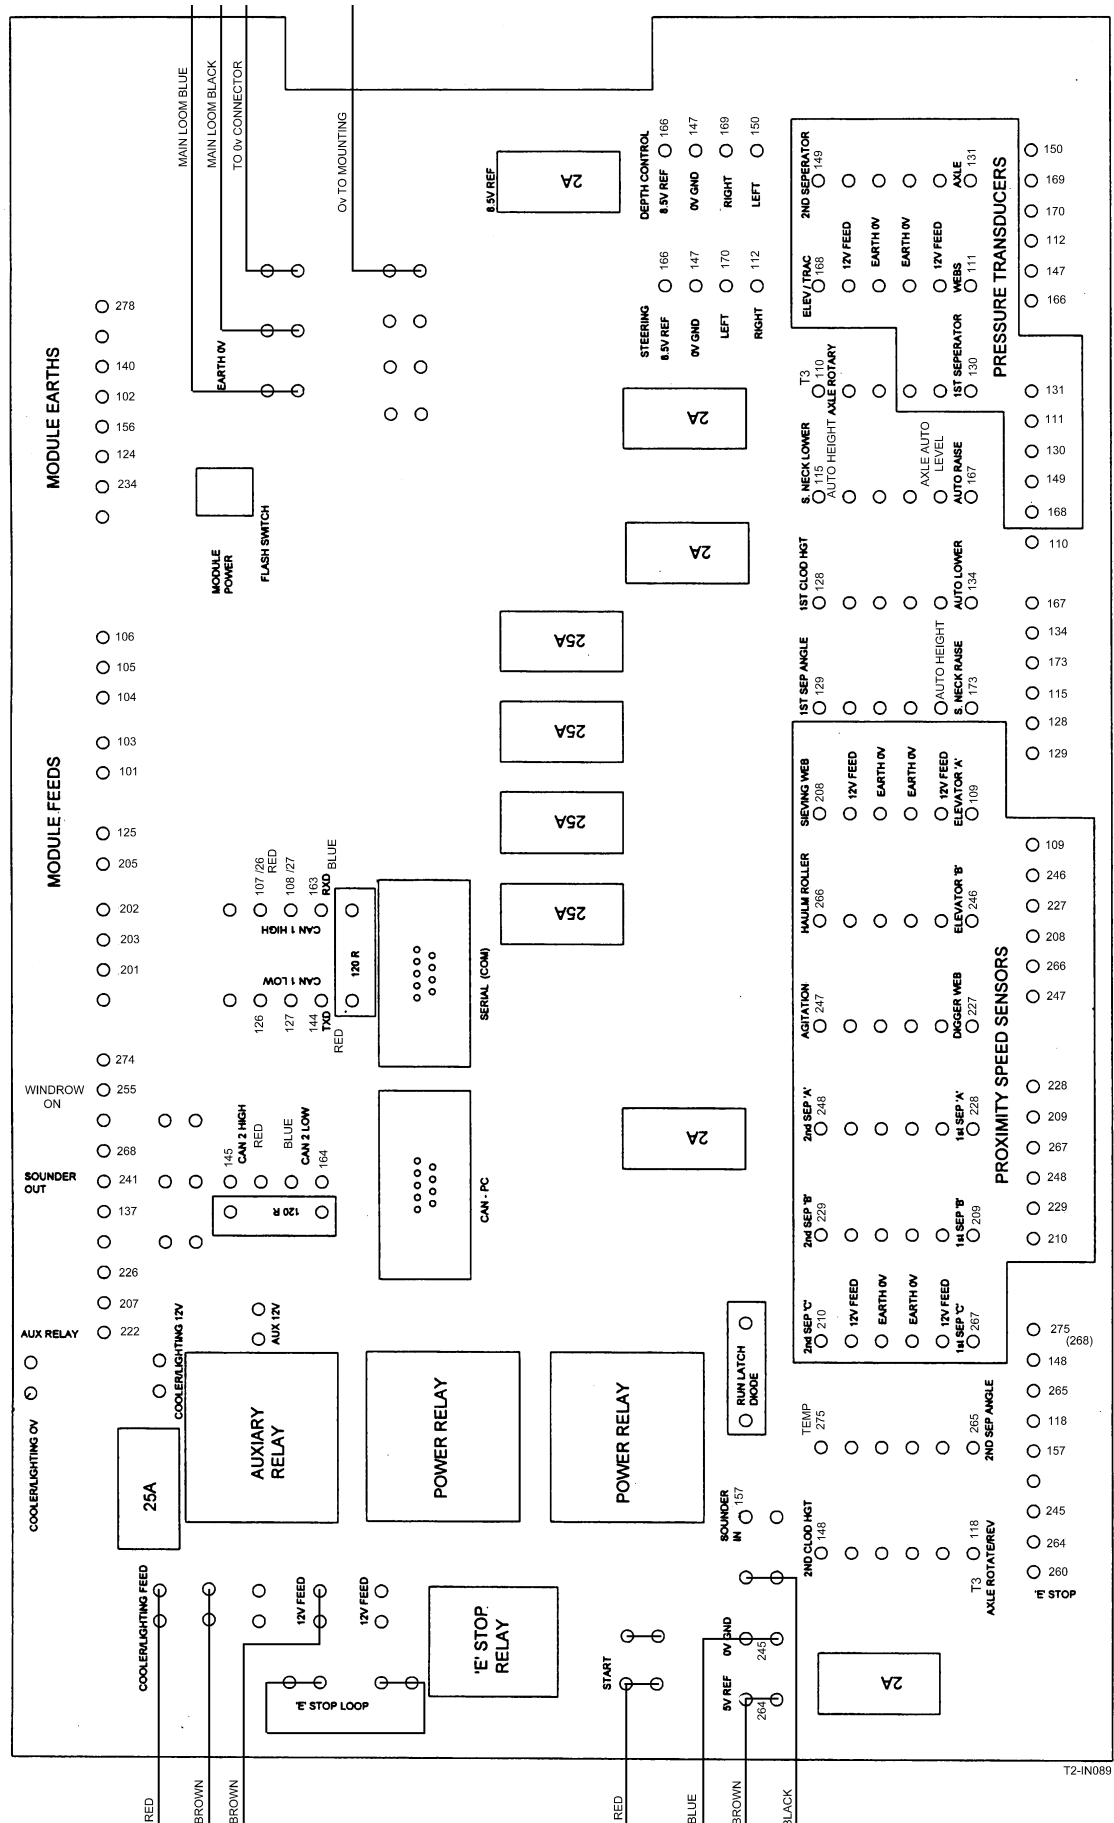 MAIN LOOM BLUE
MAIN LOOM BLACK
TO 0v CONNECTOR
Ov TO MOUNTING
8.5V REF
2A
DEPTH CONTROL
8.5V REF
166
0V GND
147
RIGHT
169
LEFT
150
STEERING
8.5V REF
166
0V GND
147
LEFT
170
RIGHT
112
2ND SEPERATOR
149
AXLE
131
ELEV / TRAC
168
12V FEED
EARTH 0V
EARTH 0V
12V FEED
WEBS
111
1ST SEPERATOR
130
PRESSURE TRANSDUCERS
150
169
170
112
147
166
131
111
130
149
168
110
167
134
173
115
128
129
T3
110
AXLE ROTARY
S. NECK LOWER
115
AUTO HEIGHT
AXLE AUTO
LEVEL
AUTO RAISE
167
1ST CLOD HGT
128
AUTO LOWER
134
1ST SEP ANGLE
129
AUTO HEIGHT
S. NECK RAISE
173
MODULE EARTHS
278
140
102
156
124
234
EARTH 0V
MODULE
POWER
FLASH SWITCH
2A
2A
25A
25A
25A
25A
MODULE FEEDS
106
105
104
103
101
125
205
202
203
201
274
255
WINDROW
ON
268
241
SOUNDER
OUT
137
226
207
222
AUX RELAY
107 /26
RED
108 /27
163
RXD
BLUE
CAN 1 HIGH
CAN 1 LOW
120 R
126
127
144
TXD
RED
SERIAL (COM)
145
CAN 2 HIGH
RED
BLUE
CAN 2 LOW
164
120 R
CAN - PC
2A
SIEVING WEB
208
12V FEED
EARTH 0V
EARTH 0V
12V FEED
ELEVATOR 'A'
109
HAULM ROLLER
266
ELEVATOR 'B'
246
AGITATION
247
DIGGER WEB
227
2nd SEP 'A'
248
1st SEP 'A'
228
2nd SEP 'B'
229
1st SEP 'B'
209
2nd SEP 'C'
210
12V FEED
EARTH 0V
EARTH 0V
12V FEED
1st SEP 'C'
267
PROXIMITY SPEED SENSORS
109
246
227
208
266
247
228
209
267
248
229
210
275
(268)
148
265
118
157
245
264
260
'E' STOP
COOLER/LIGHTING 12V
AUX 12V
COOLER/LIGHTING OV
25A
AUXIARY
RELAY
POWER RELAY
POWER RELAY
RUN LATCH
DIODE
TEMP
275
265
2ND SEP ANGLE
SOUNDER
IN
157
2ND CLOD HGT
148
T3
118
AXLE ROTATE/REV
COOLER/LIGHTING FEED
12V FEED
12V FEED
'E' STOP LOOP
'E' STOP
RELAY
START
0V GND
245
5V REF
264
2A
RED
BROWN
BROWN
RED
BLUE
BROWN
BLACK
T2-IN089